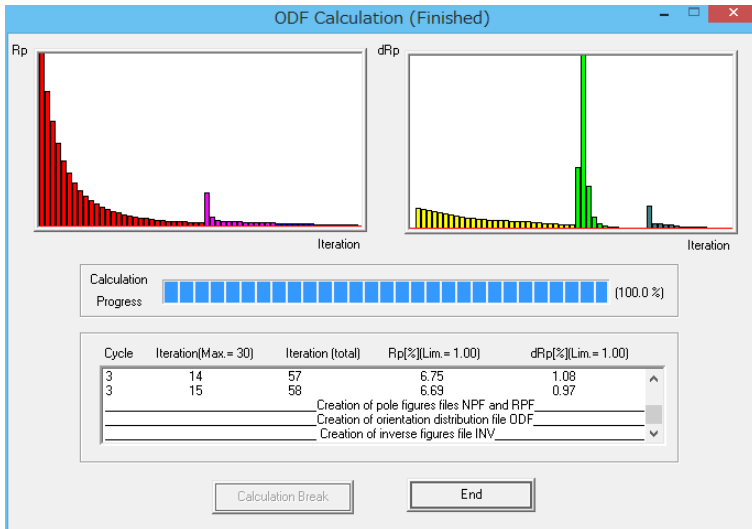 ODF Calculation (Finished)
Rp
Iteration
dRp
Iteration
Calculation
Progress
(100.0 %)
Cycle Iteration(Max.= 30) Iteration (total) Rp[%](Lim.= 1.00) dRp[%](Lim.= 1.00)
3 14 57 6.75 1.08
3 15 58 6.69 0.97
Creation of pole figures files NPF and RPF
Creation of orientation distribution file ODF
Creation of inverse figures file INV
Calculation Break
End